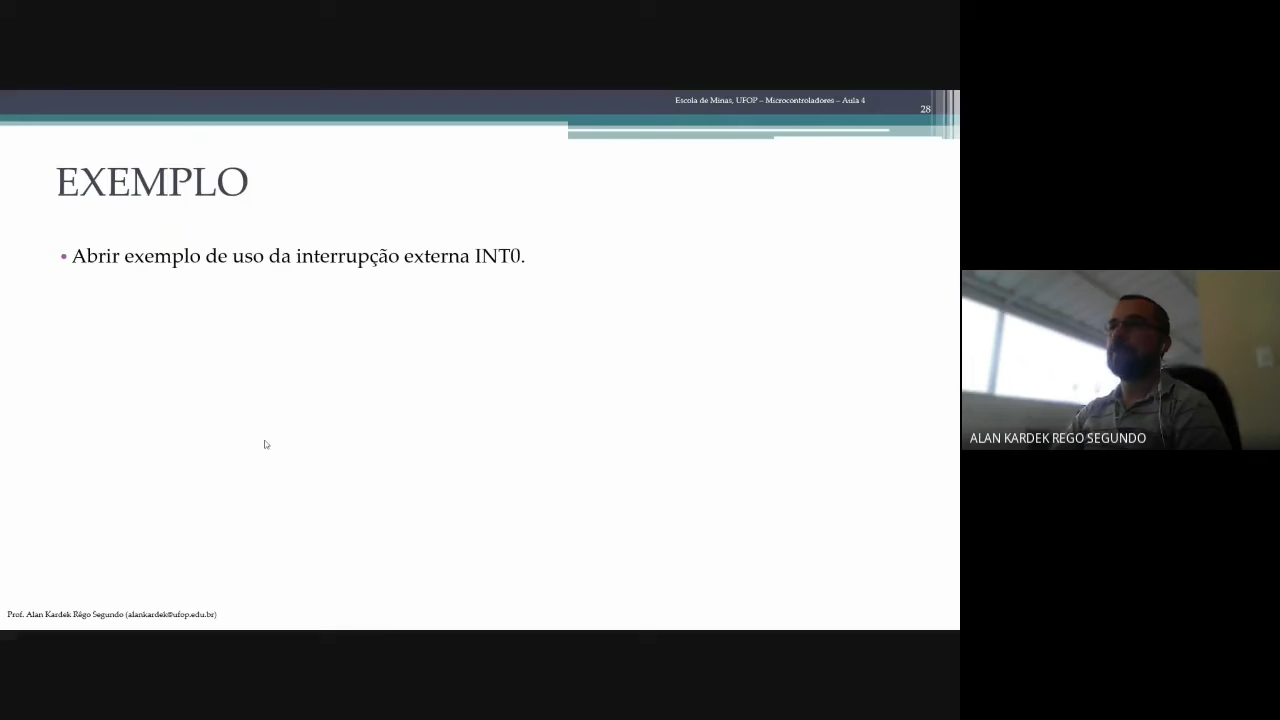 Escola de Minas, UFOP – Microcontroladores – Aula 4
28
EXEMPLO
• Abrir exemplo de uso da interrupção externa INT0.
ALAN KARDEK REGO SEGUNDO
Prof. Alan Kardek Rêgo Segundo (alankardek@ufop.edu.br)